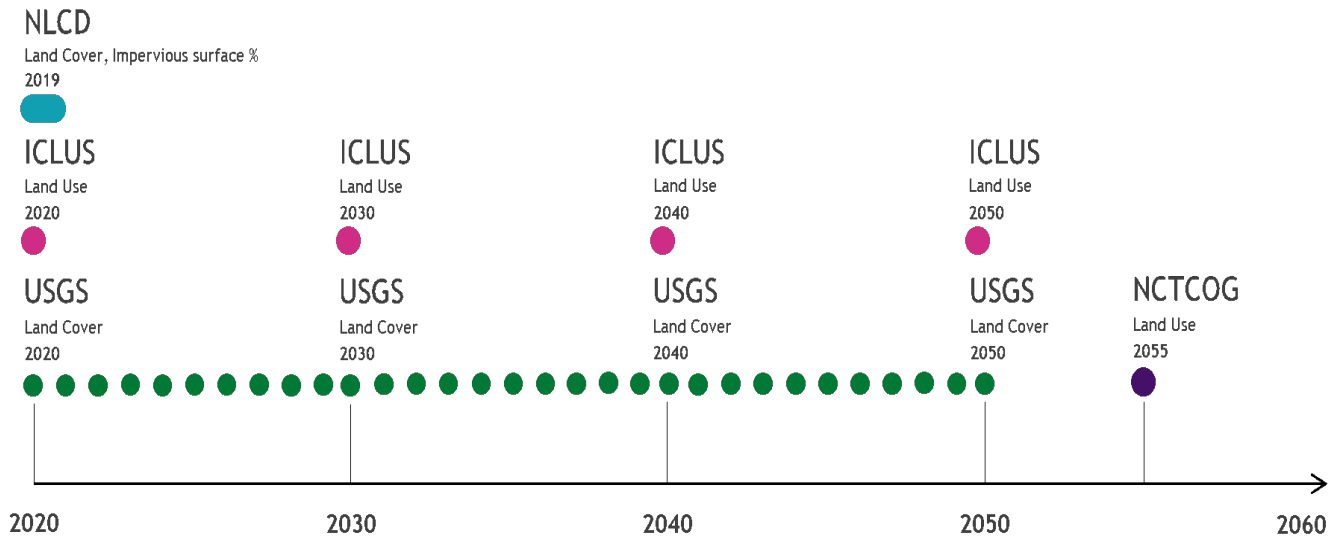 NLCD
Land Cover, Impervious surface %
2019
ICLUS
Land Use
2020
ICLUS
Land Use
2030
ICLUS
Land Use
2040
ICLUS
Land Use
2050
USGS
Land Cover
2020
USGS
Land Cover
2030
USGS
Land Cover
2040
USGS
Land Cover
2050
NCTCOG
Land Use
2055
2020
2030
2040
2050
2060